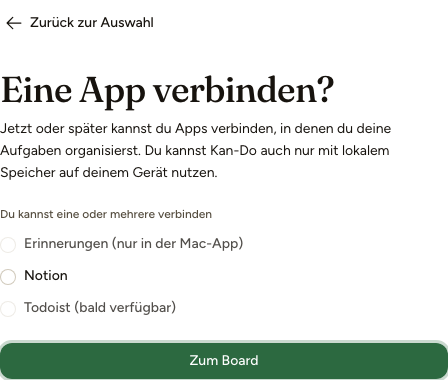 Zurück zur Auswahl
Eine App verbinden?
Jetzt oder später kannst du Apps verbinden, in denen du deine
Aufgaben organisierst. Du kannst Kan-Do auch nur mit lokalem
Speicher auf deinem Gerät nutzen.
Du kannst eine oder mehrere verbinden
Erinnerungen (nur in der Mac-App)
Notion
Todoist (bald verfügbar)
Zum Board